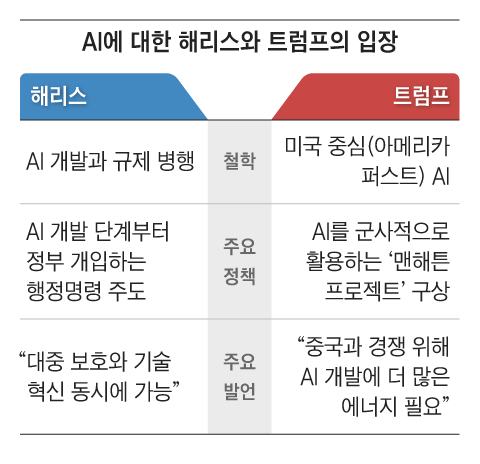 AI에 대한 해리스와 트럼프의 입장
해리스
트럼프
AI 개발과 규제 병행
철학
미국 중심(아메리카
퍼스트) AI
AI 개발 단계부터
정부 개입하는
행정명령 주도
주요
정책
AI를 군사적으로
활용하는 ‘맨해튼
프로젝트’ 구상
“대중 보호와 기술
혁신 동시에 가능”
주요
발언
“중국과 경쟁 위해
AI 개발에 더 많은
에너지 필요”